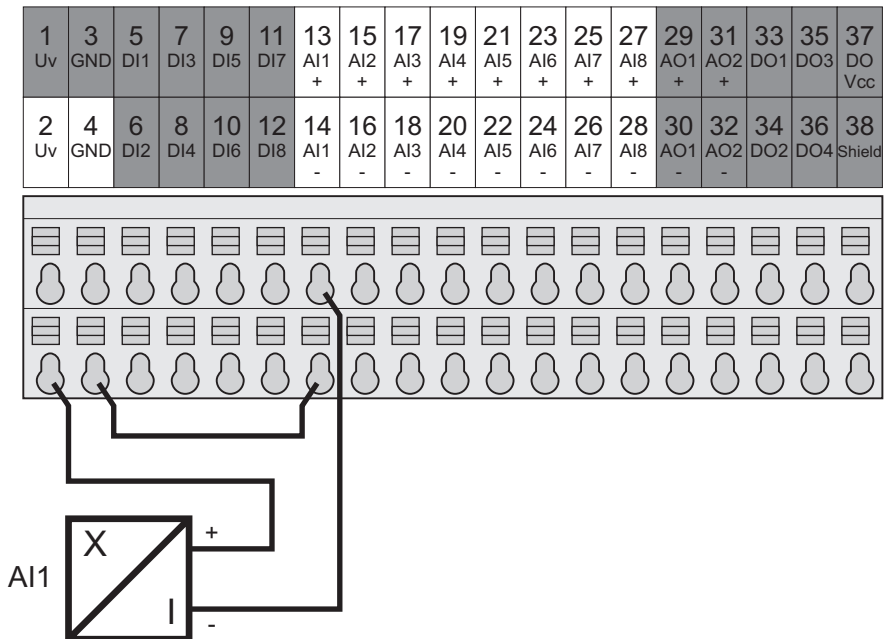 1 3 5 7 9 11 13 15 17 19 21 23 25 27 29 31 33 35 37
Uv GND DI1 DI3 DI5 DI7 AI1 AI2 AI3 AI4 AI5 AI6 AI7 AI8 AO1 AO2 DO1 DO3 DO
+ + + + + + + + + + Vcc
2 4 6 8 10 12 14 16 18 20 22 24 26 28 30 32 34 36 38
Uv GND DI2 DI4 DI6 DI8 AI1 AI2 AI3 AI4 AI5 AI6 AI7 AI8 AO1 AO2 DO2 DO4 Shield
- - - - - - - - - -
X +
AI1
I -